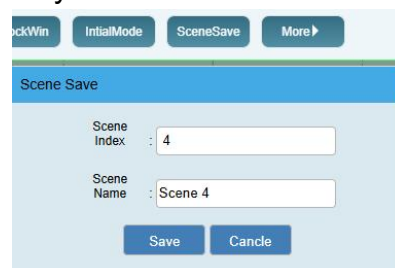 ckWin IntialMode SceneSave More
Scene Save
Scene
Index : 4
Scene
Name : Scene 4
Save Cancle